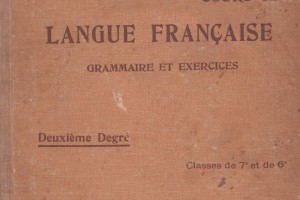 LANGUE FRANÇAISE
GRAMMAIRE ET EXERCICES
Deuxième Degré
Classes de 7e et de 6e